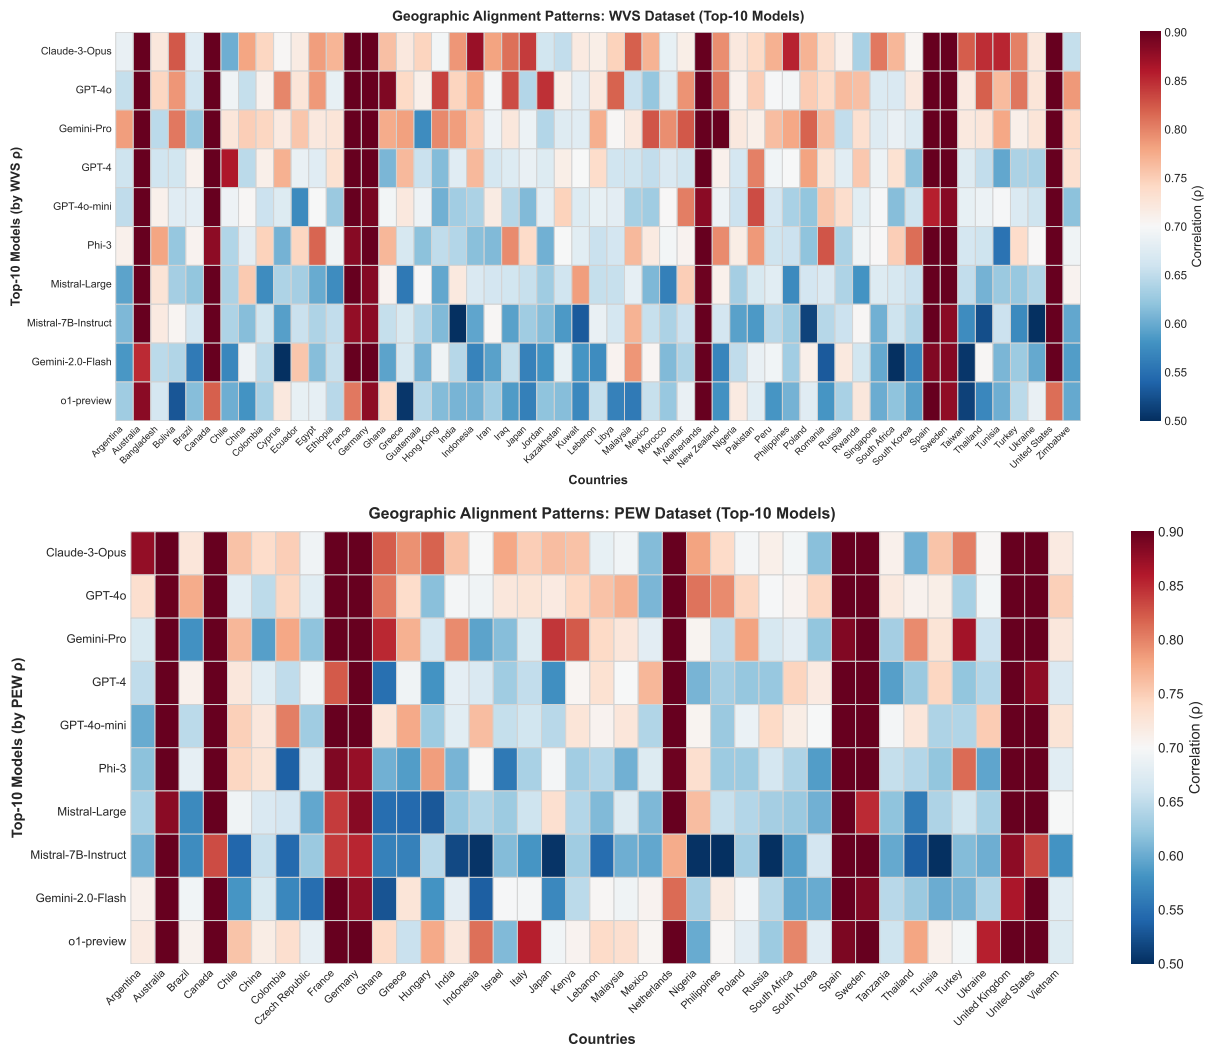 Geographic Alignment Patterns: WVS Dataset (Top-10 Models)
Top-10 Models (by WVS ρ)
Claude-3-Opus
GPT-4o
Gemini-Pro
GPT-4
GPT-4o-mini
Phi-3
Mistral-Large
Mistral-7B-Instruct
Gemini-2.0-Flash
o1-preview
Argentina
Australia
Bangladesh
Bolivia
Brazil
Canada
Chile
China
Colombia
Cyprus
Ecuador
Egypt
Ethiopia
France
Germany
Ghana
Greece
Guatemala
Hong Kong
India
Indonesia
Iran
Iraq
Japan
Jordan
Kazakhstan
Kuwait
Lebanon
Libya
Malaysia
Mexico
Morocco
Myanmar
Netherlands
New Zealand
Nigeria
Pakistan
Peru
Philippines
Poland
Romania
Russia
Rwanda
Singapore
South Africa
South Korea
Spain
Sweden
Taiwan
Thailand
Tunisia
Turkey
Ukraine
United States
Zimbabwe
Countries
0.90
0.85
0.80
0.75
0.70
0.65
0.60
0.55
0.50
Correlation (ρ)
Geographic Alignment Patterns: PEW Dataset (Top-10 Models)
Top-10 Models (by PEW ρ)
Claude-3-Opus
GPT-4o
Gemini-Pro
GPT-4
GPT-4o-mini
Phi-3
Mistral-Large
Mistral-7B-Instruct
Gemini-2.0-Flash
o1-preview
Argentina
Australia
Brazil
Canada
Chile
China
Colombia
Czech Republic
France
Germany
Ghana
Greece
Hungary
India
Indonesia
Israel
Italy
Japan
Kenya
Lebanon
Malaysia
Mexico
Netherlands
Nigeria
Philippines
Poland
Russia
South Africa
South Korea
Spain
Sweden
Tanzania
Thailand
Tunisia
Turkey
Ukraine
United Kingdom
United States
Vietnam
Countries
0.90
0.85
0.80
0.75
0.70
0.65
0.60
0.55
0.50
Correlation (ρ)